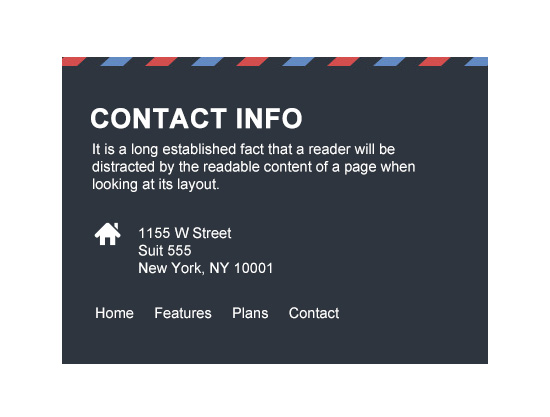 CONTACT INFO
It is a long established fact that a reader will be
distracted by the readable content of a page when
looking at its layout.
1155 W Street
Suit 555
New York, NY 10001
Home Features Plans Contact